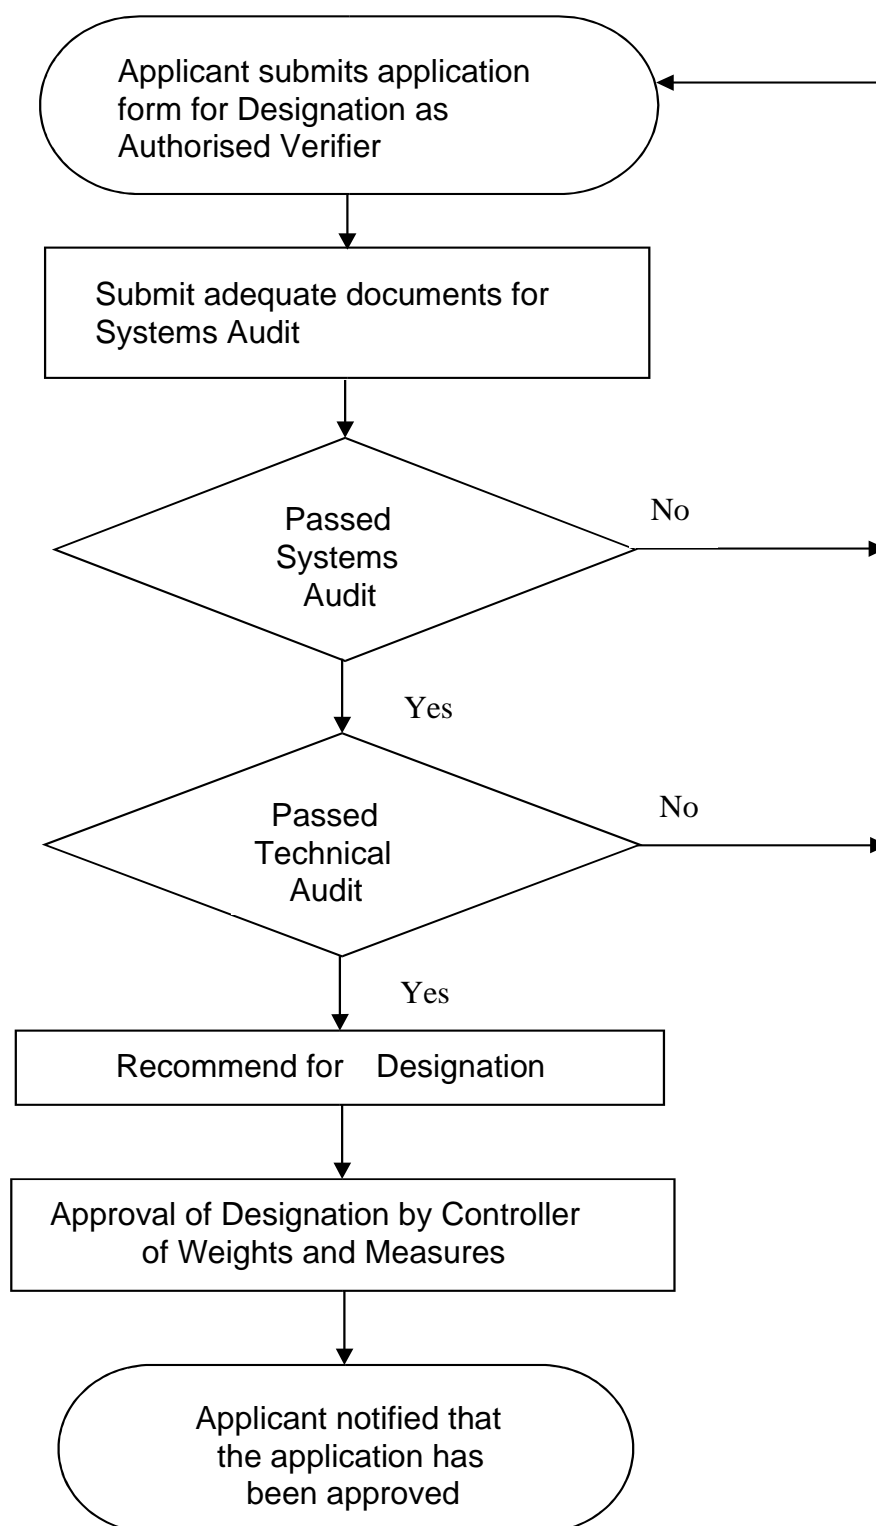 Applicant submits application
form for Designation as
Authorised Verifier
Submit adequate documents for
Systems Audit
Passed
Systems
Audit
No
Yes
Passed
Technical
Audit
No
Yes
Recommend for Designation
Approval of Designation by Controller
of Weights and Measures
Applicant notified that
the application has
been approved